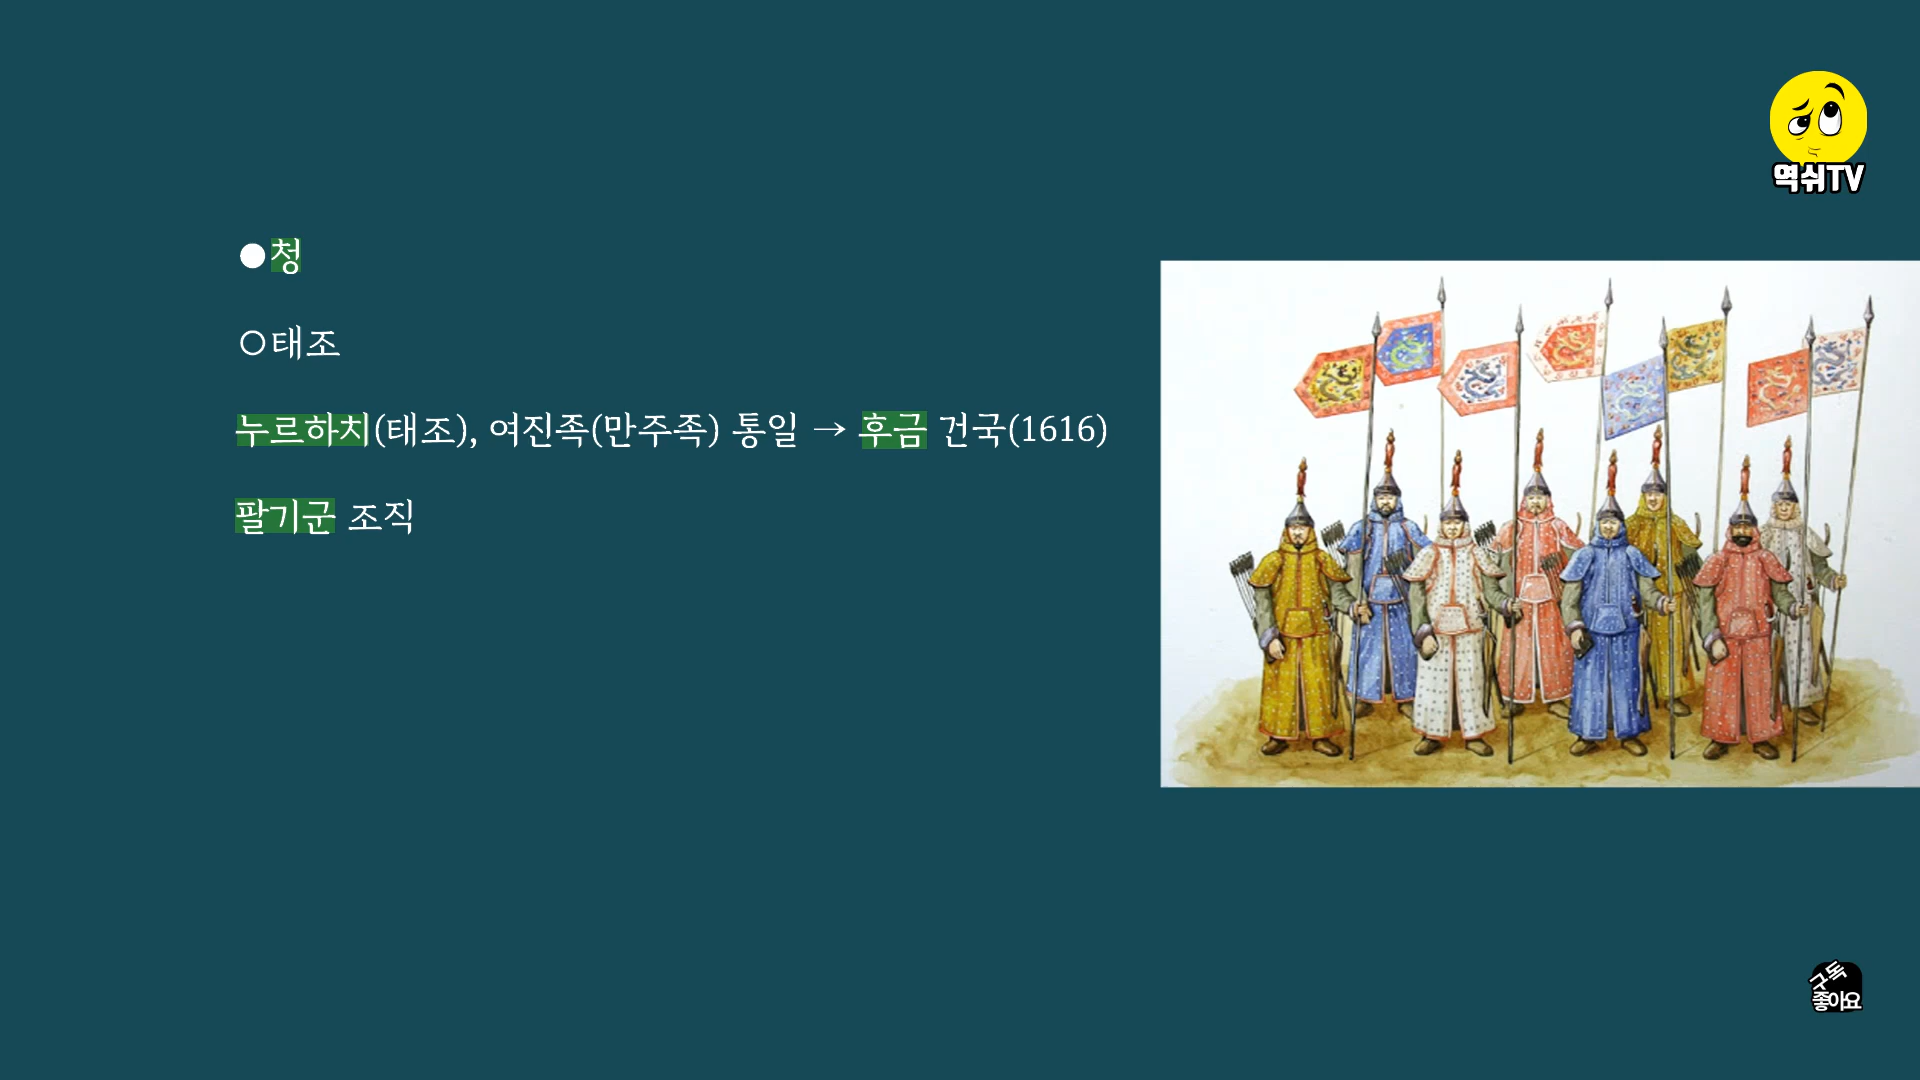 역쉬TV
●청
○태조
누르하치(태조), 여진족(만주족) 통일 → 후금 건국(1616)
팔기군 조직
구독
좋아요